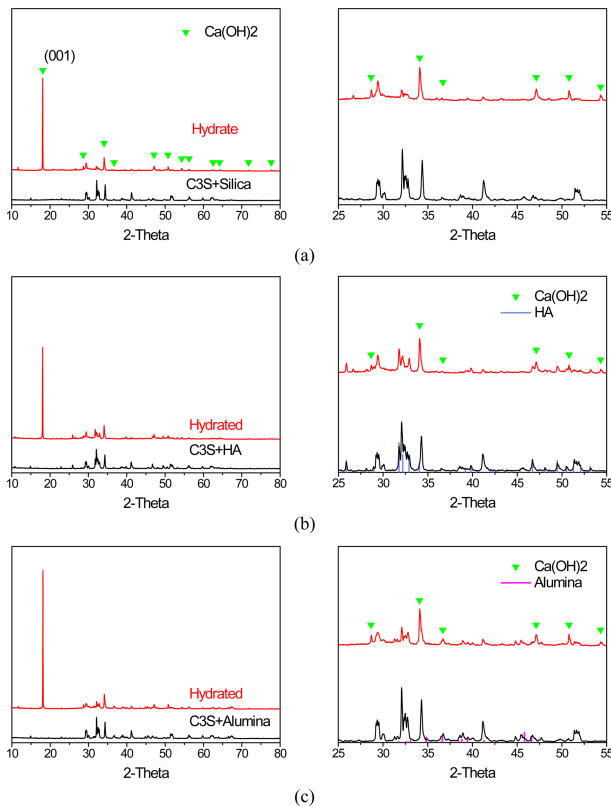 Ca(OH)2
(001)
Hydrate
C3S+Silica
10 20 30 40 50 60 70 80
2-Theta
25 30 35 40 45 50 55
2-Theta
(a)
Ca(OH)2
HA
Hydrated
C3S+HA
10 20 30 40 50 60 70 80
2-Theta
25 30 35 40 45 50 55
2-Theta
(b)
Ca(OH)2
Alumina
Hydrated
C3S+Alumina
10 20 30 40 50 60 70 80
2-Theta
25 30 35 40 45 50 55
2-Theta
(c)